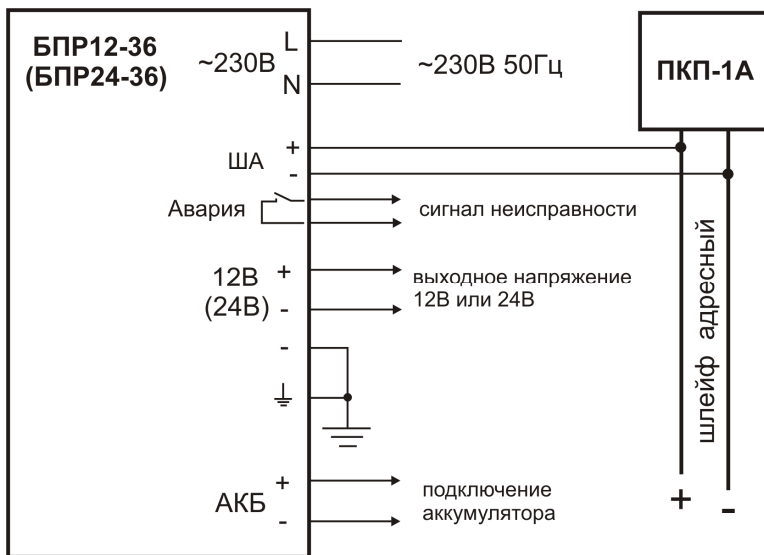 БПР12-36
(БПР24-36)
~230В
L
N
~230В 50Гц
ПКП-1А
ША
+
-
Авария
сигнал неисправности
12В
(24В)
+
-
выходное напряжение
12В или 24В
-
АКБ
+
-
подключение
аккумулятора
шлейф адресный
+
-